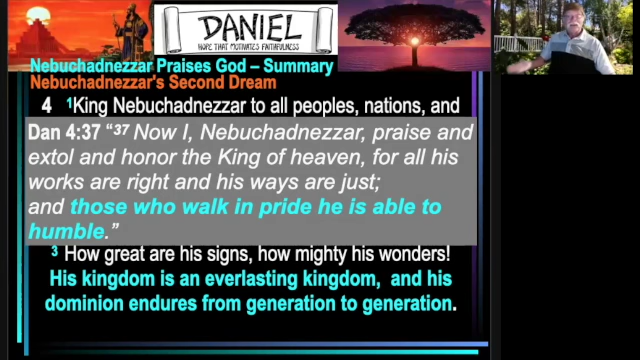 DANIEL
HOPE THAT MOTIVATES FAITHFULNESS
Nebuchadnezzar Praises God – Summary
Nebuchadnezzar's Second Dream
4 ¹King Nebuchadnezzar to all peoples, nations, and
Dan 4:37 “³⁷ Now I, Nebuchadnezzar, praise and
extol and honor the King of heaven, for all his
works are right and his ways are just;
and those who walk in pride he is able to
humble.”
³ How great are his signs, how mighty his wonders!
His kingdom is an everlasting kingdom, and his
dominion endures from generation to generation.